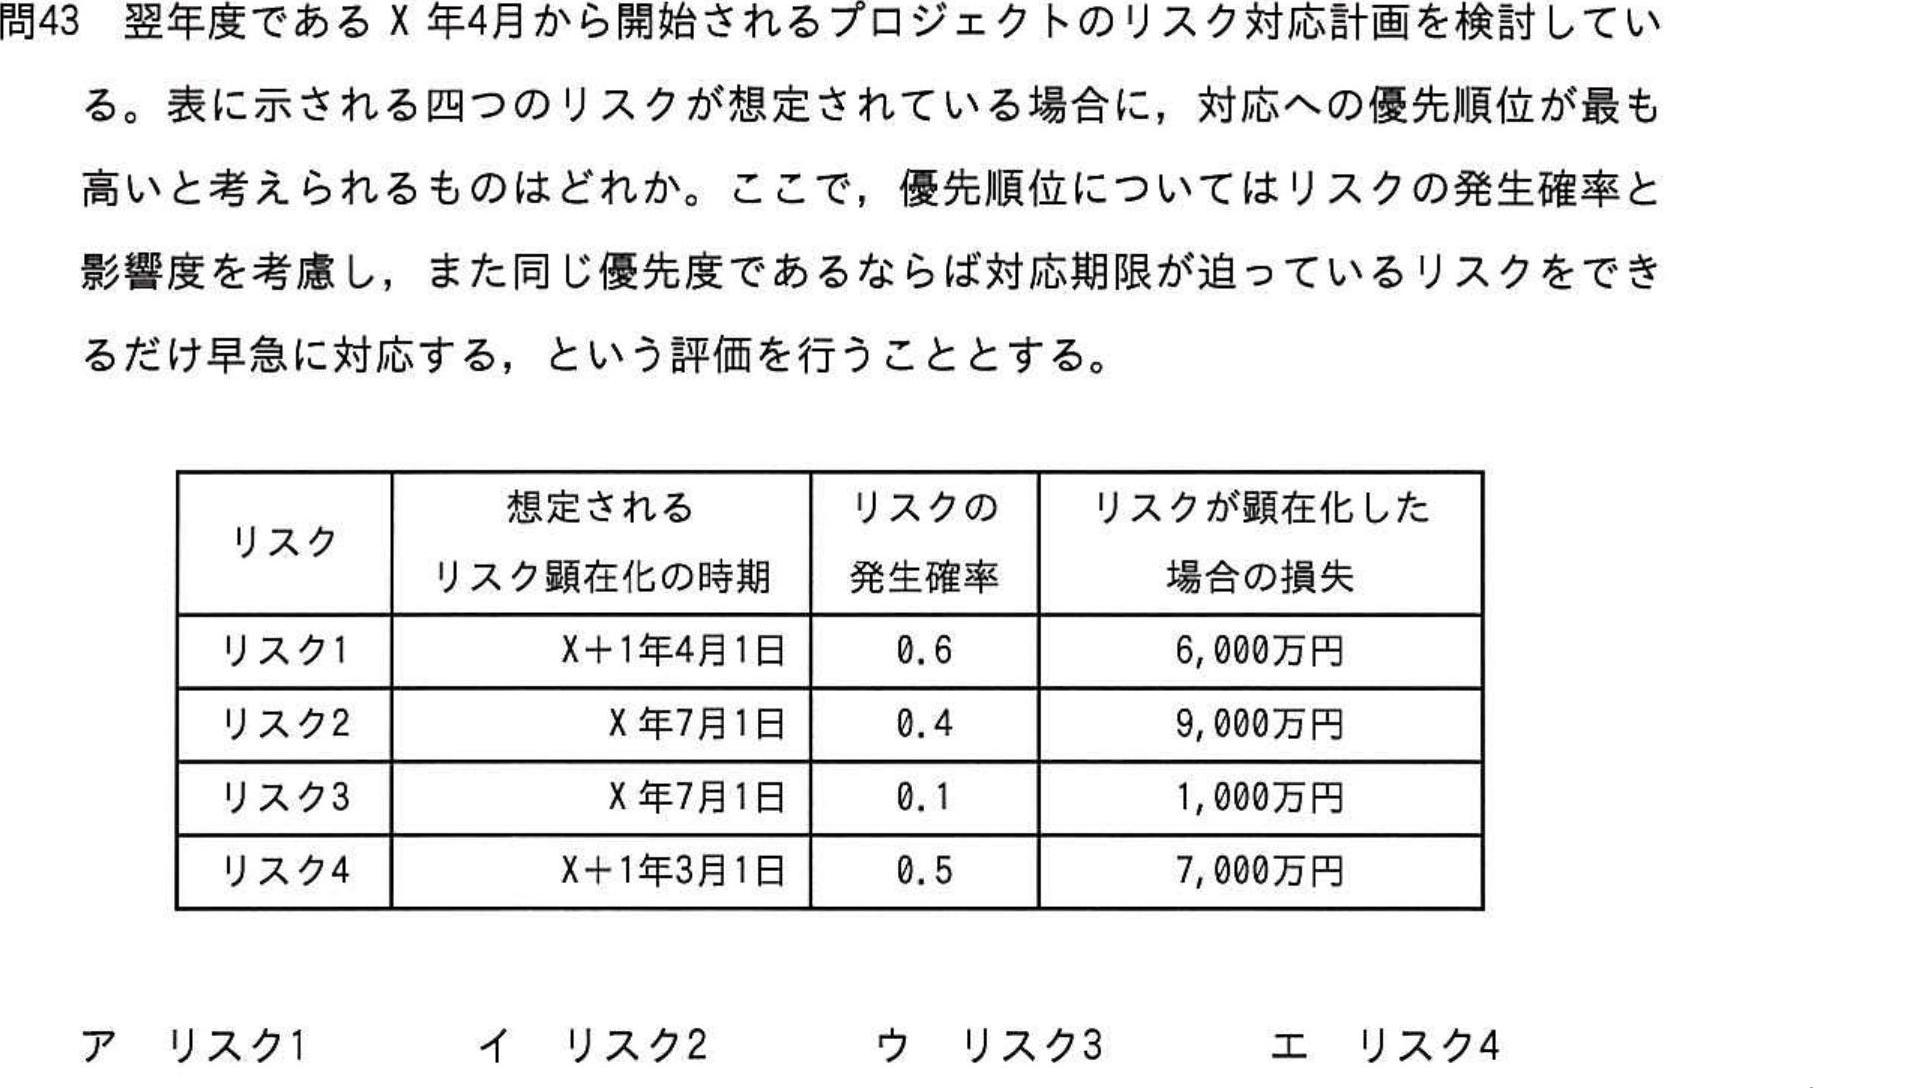 問43 翌年度である X 年4月から開始されるプロジェクトのリスク対応計画を検討してい
る。表に示される四つのリスクが想定されている場合に，対応への優先順位が最も
高いと考えられるものはどれか。ここで，優先順位についてはリスクの発生確率と
影響度を考慮し，また同じ優先度であるならば対応期限が迫っているリスクをでき
るだけ早急に対応する，という評価を行うこととする。
リスク 想定される リスクの リスクが顕在化した
リスク顕在化の時期 発生確率 場合の損失
リスク1 X＋1年4月1日 0.6 6,000万円
リスク2 X 年7月1日 0.4 9,000万円
リスク3 X 年7月1日 0.1 1,000万円
リスク4 X＋1年3月1日 0.5 7,000万円
ア リスク1 イ リスク2 ウ リスク3 エ リスク4